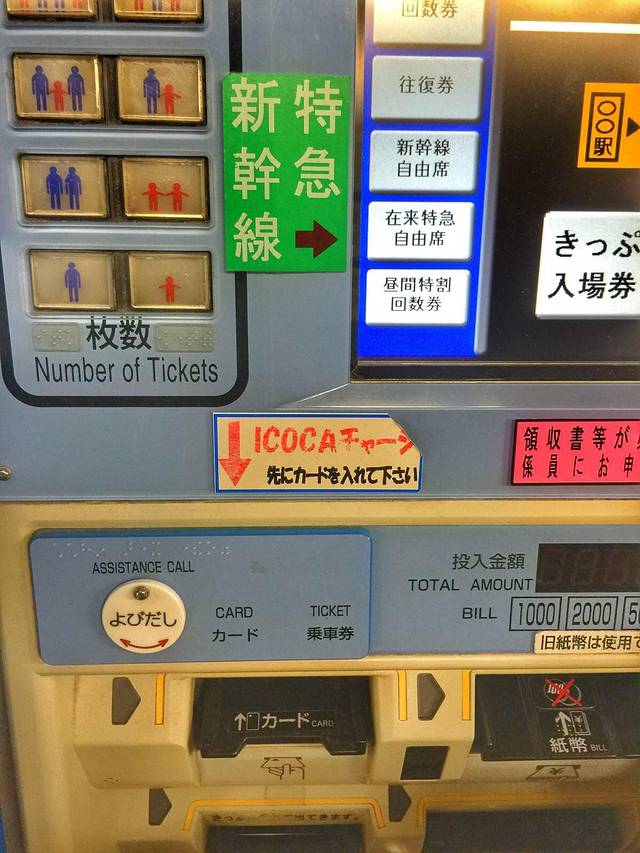 回数券
往復券
新幹線
自由席
在来特急
自由席
昼間特割
回数券
〇〇駅
きっぷ
入場券
特急
新幹線
枚数
Number of Tickets
ICOCAチャージ
先にカードを入れて下さい
領収書等が
係員にお申
ASSISTANCE CALL
よびだし
CARD
カード
TICKET
乗車券
投入金額
TOTAL AMOUNT
BILL 1000 2000
旧紙幣は使用で
カード CARD
紙幣 BILL